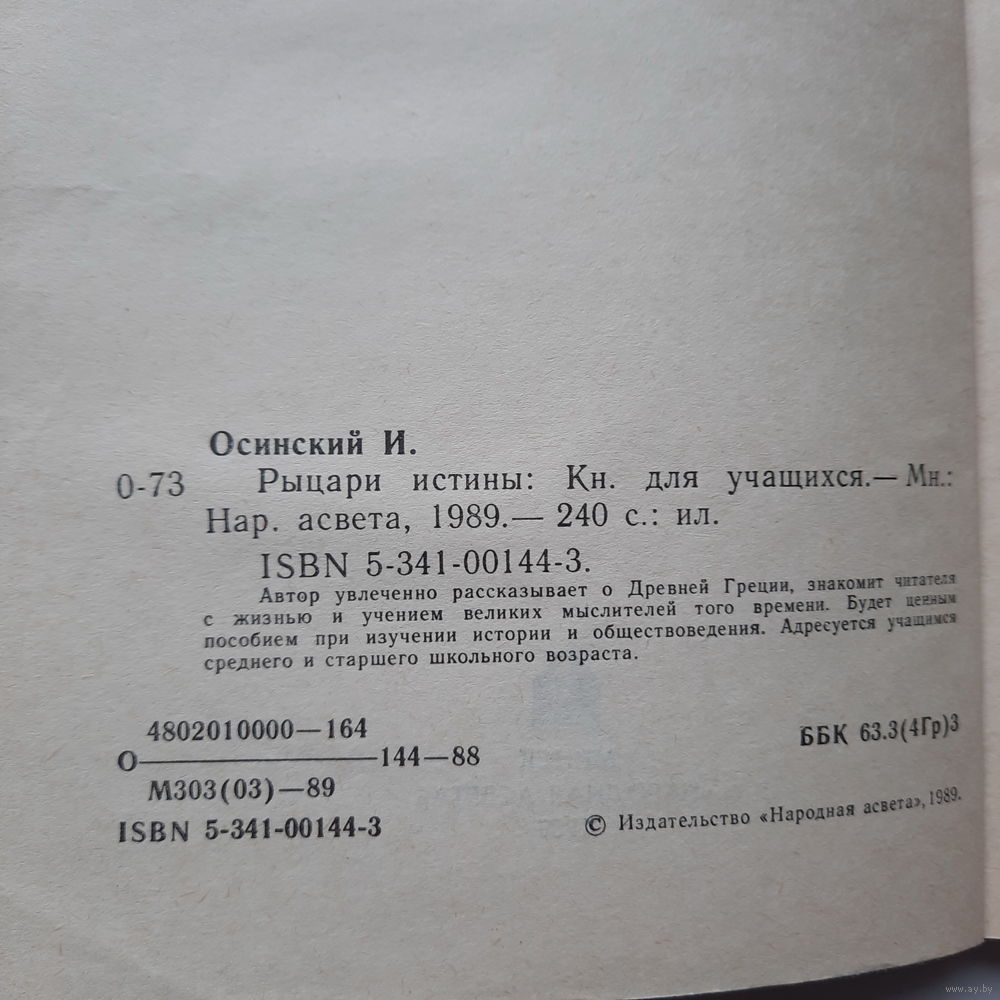 Осинский И.
О-73 Рыцари истины: Кн. для учащихся.— Мн.:
Нар. асвета, 1989.— 240 с.: ил.
ISBN 5-341-00144-3.
Автор увлеченно рассказывает о Древней Греции, знакомит читателя
с жизнью и учением великих мыслителей того времени. Будет ценным
пособием при изучении истории и обществоведения. Адресуется учащимся
среднего и старшего школьного возраста.
4802010000—164
О—————144—88
М303(03)—89
ББК 63.3(4Гр)3
ISBN 5-341-00144-3
© Издательство «Народная асвета», 1989.
www.ay.by